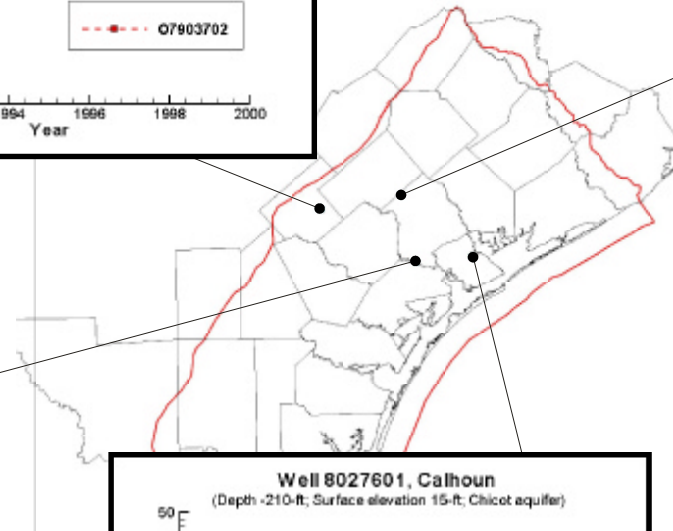 O7903702
994 1996 1998 2000
Year
Well 8027601, Calhoun
(Depth -210-ft; Surface elevation 15-ft; Chicot aquifer)
50